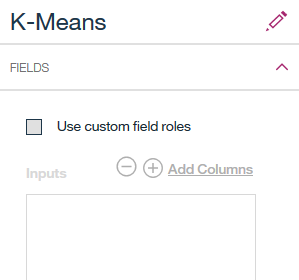 K-Means
FIELDS
Use custom field roles
Inputs Add Columns